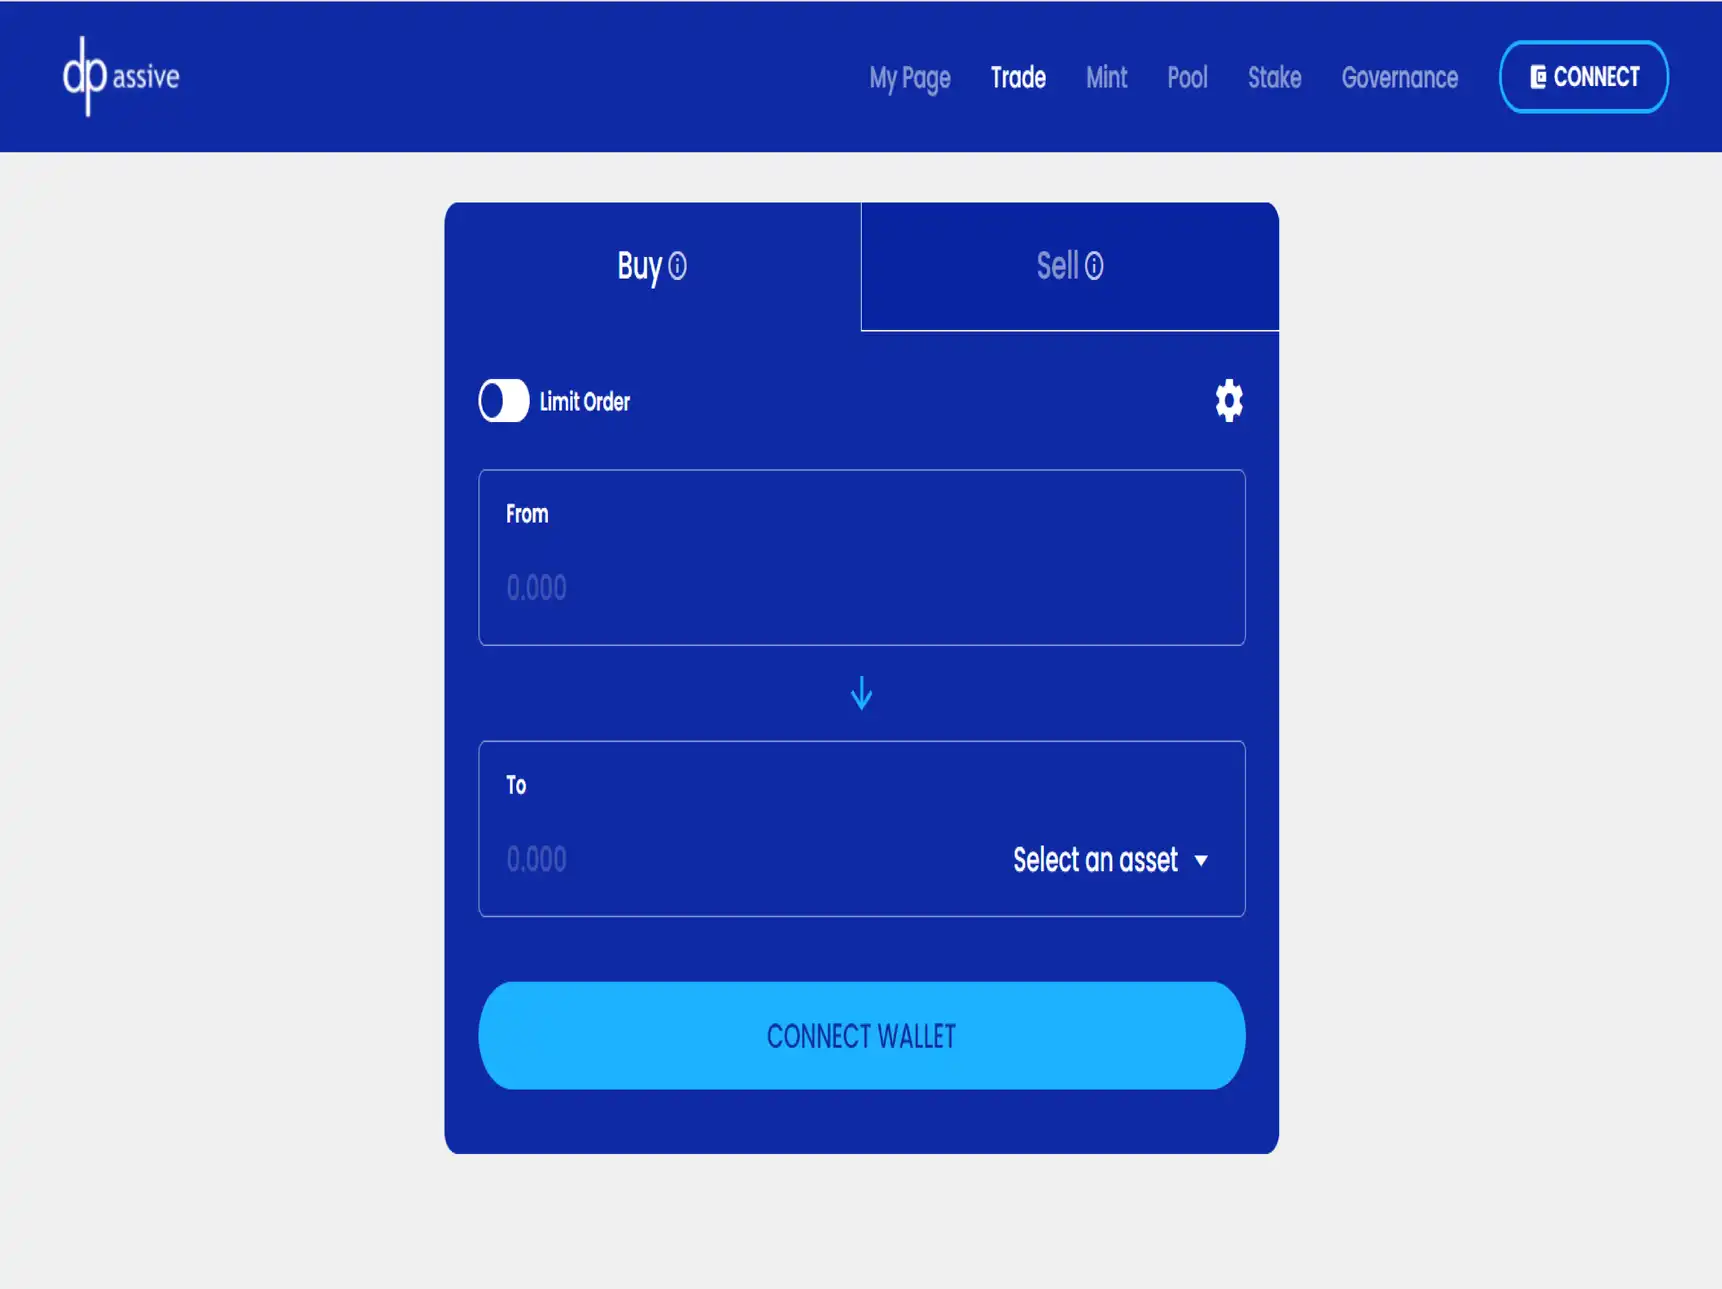 dp assive
My Page Trade Mint Pool Stake Governance CONNECT
Buy Sell
Limit Order
From
0.000
To
0.000 Select an asset
CONNECT WALLET